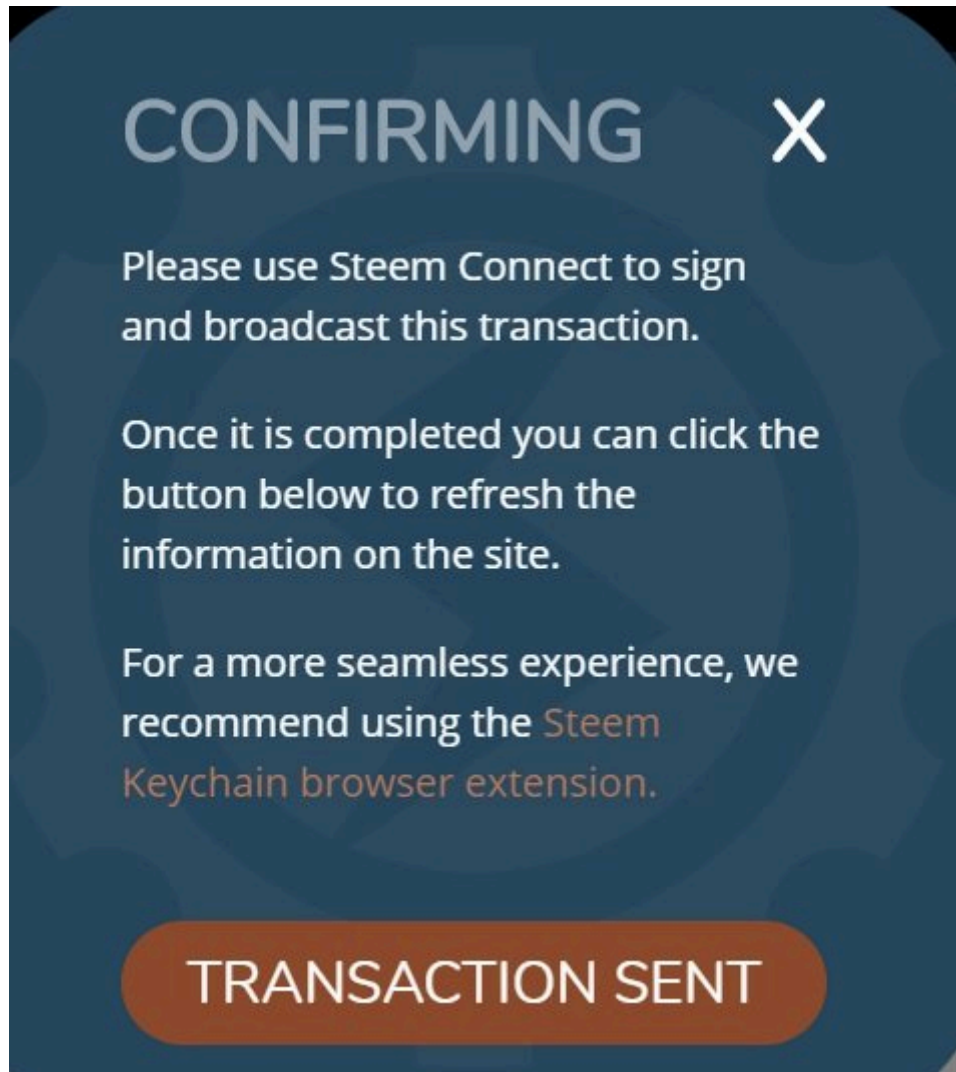 CONFIRMING X
Please use Steem Connect to sign
and broadcast this transaction.
Once it is completed you can click the
button below to refresh the
information on the site.
For a more seamless experience, we
recommend using the Steem
Keychain browser extension.
TRANSACTION SENT